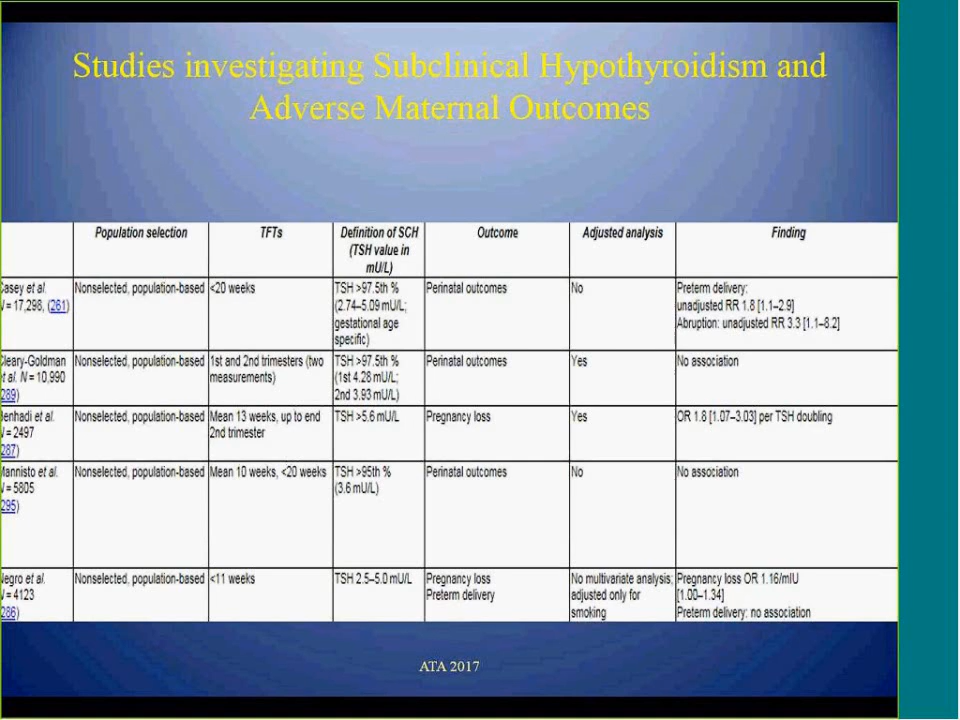 Studies investigating Subclinical Hypothyroidism and
Adverse Maternal Outcomes
Population selection TFTs Definition of SCH Outcome Adjusted analysis Finding
(TSH value in
mU/L)
Casey et al. Nonselected, population-based <20 weeks TSH >97.5th % Perinatal outcomes No Preterm delivery:
N = 17,298, (261) (2.74–5.09 mU/L; unadjusted RR 1.8 [1.1–2.9]
gestational age Abruption: unadjusted RR 3.3 [1.1–8.2]
specific)
Cleary-Goldman Nonselected, population-based 1st and 2nd trimesters (two TSH >97.5th % Perinatal outcomes Yes No association
et al. N = 10,990 measurements) (1st 4.28 mU/L;
289) 2nd 3.93 mU/L)
Benhadi et al. Nonselected, population-based Mean 13 weeks, up to end TSH >5.6 mU/L Pregnancy loss Yes OR 1.8 [1.07–3.03] per TSH doubling
N = 2497 2nd trimester
287)
Mannisto et al. Nonselected, population-based Mean 10 weeks, <20 weeks TSH >95th % Perinatal outcomes No No association
N = 5805 (3.6 mU/L)
295)
Negro et al. Nonselected, population-based <11 weeks TSH 2.5–5.0 mU/L Pregnancy loss No multivariate analysis; Pregnancy loss OR 1.16/mIU
N = 4123 Preterm delivery adjusted only for [1.00–1.34]
286) smoking Preterm delivery: no association
ATA 2017